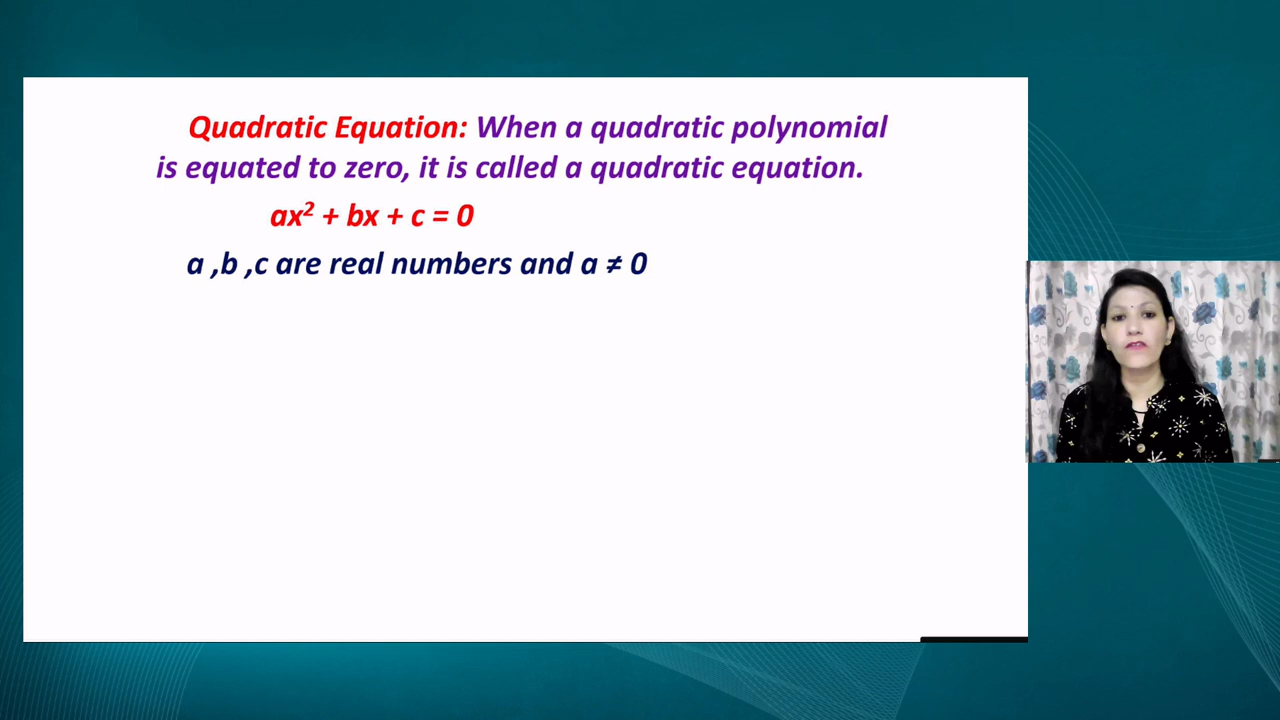 Quadratic Equation: When a quadratic polynomial
is equated to zero, it is called a quadratic equation.
ax² + bx + c = 0
a ,b ,c are real numbers and a ≠ 0